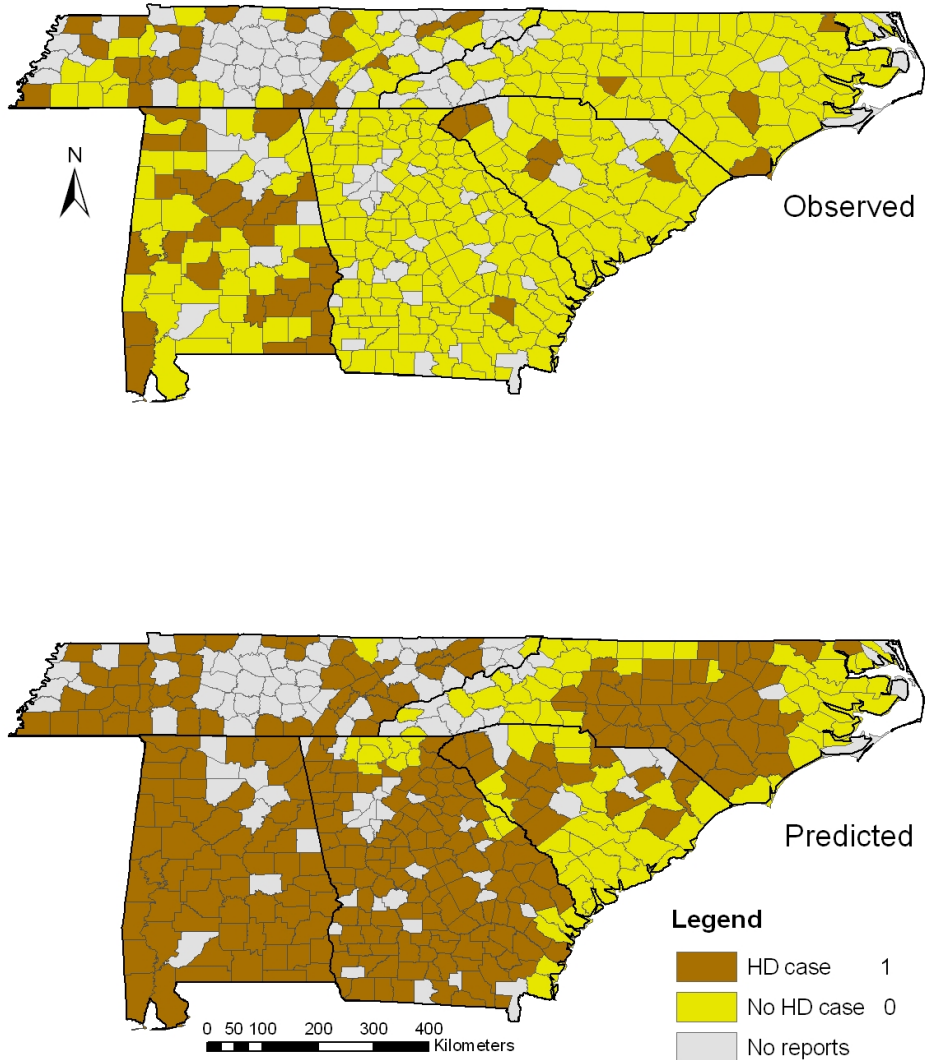 N
Observed
Predicted
Legend
HD case 1
No HD case 0
No reports
0 50 100 200 300 400
Kilometers